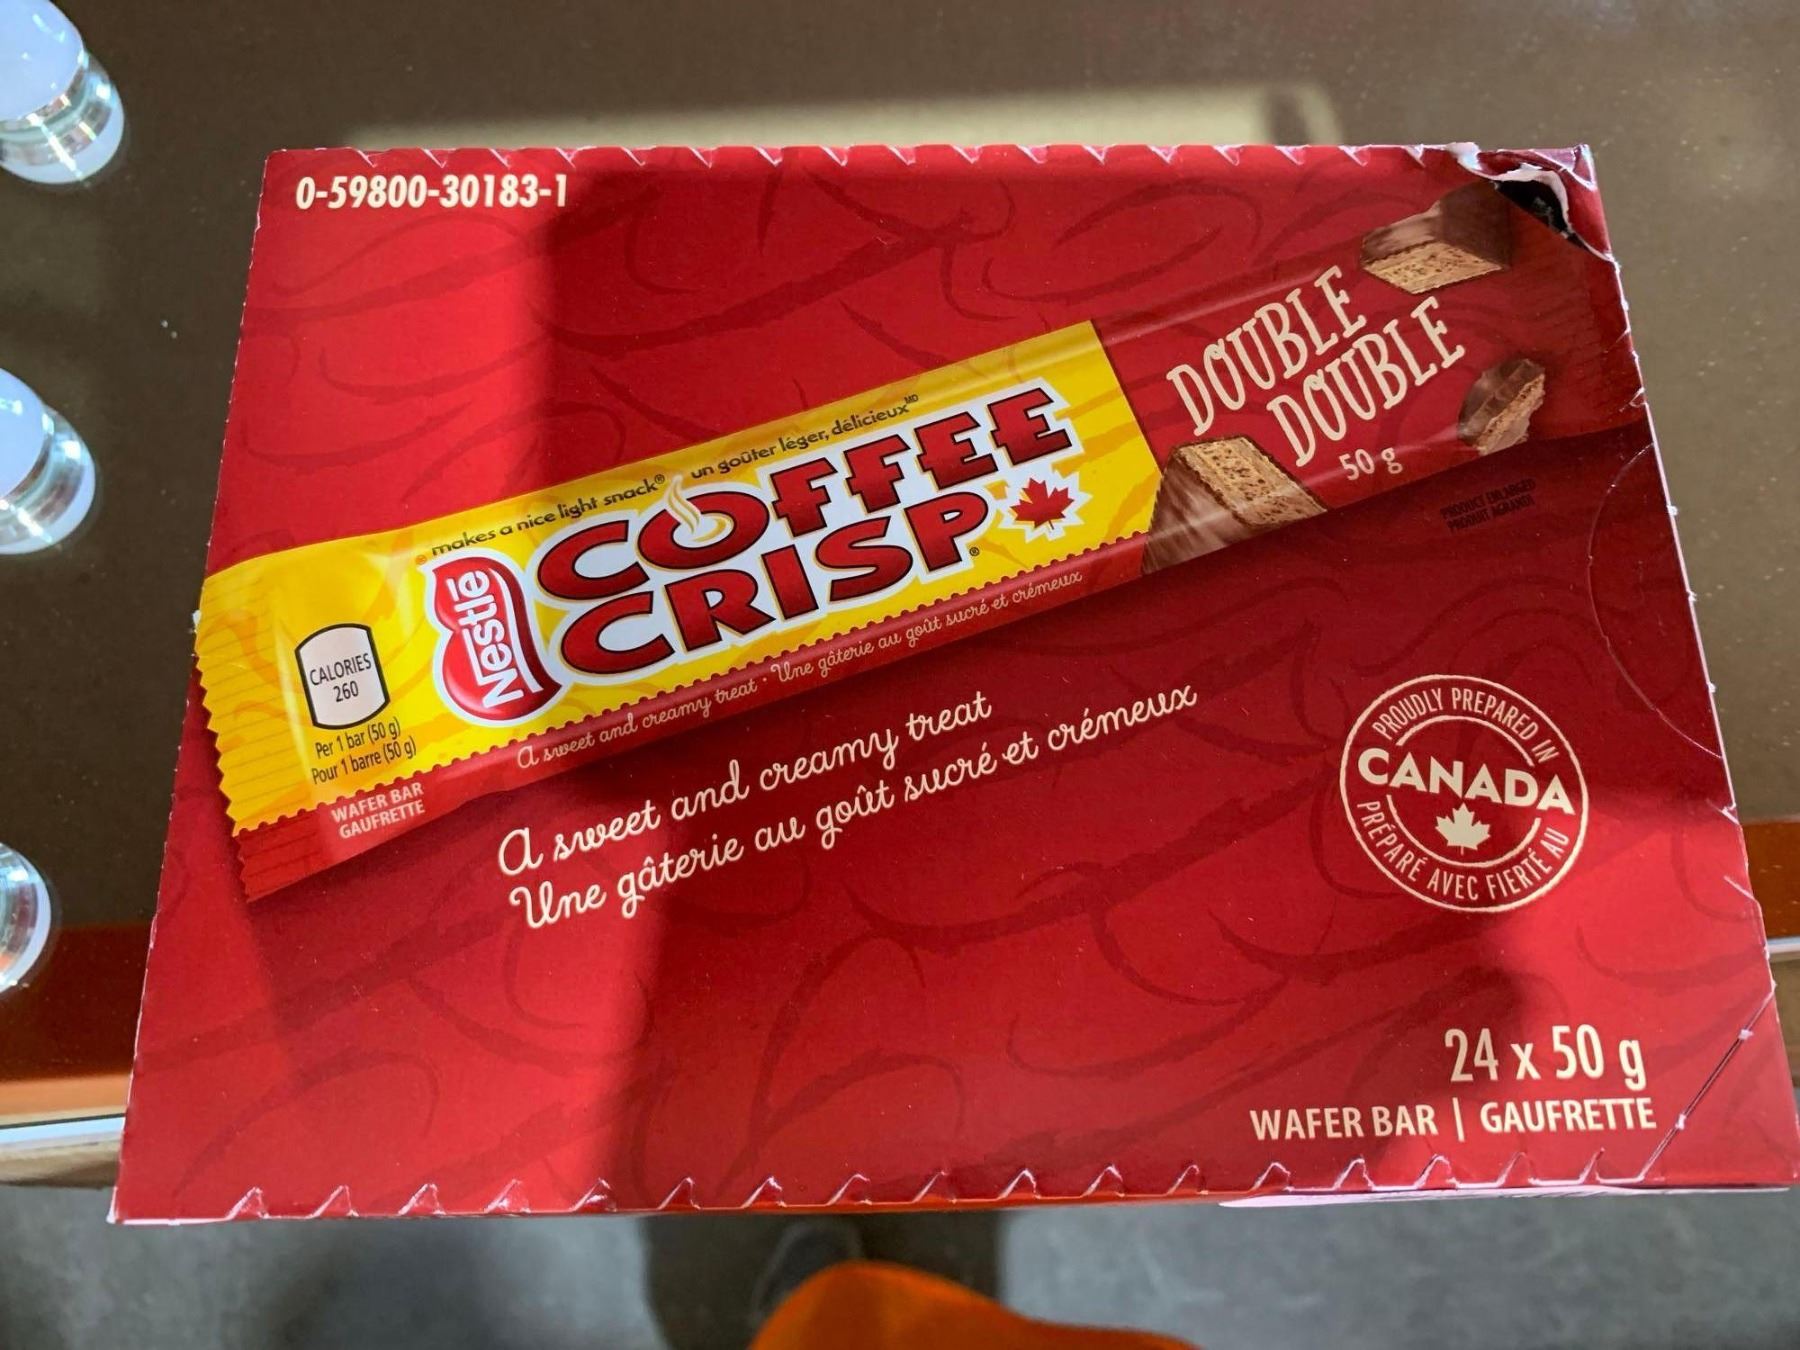 0-59800-30183-1
DOUBLE
DOUBLE
50 g
makes a nice light snack® un goûter léger, délicieuxMD
Nestlē
COFFEE
CRISP®
CALORIES
260
Per 1 bar (50 g)
Pour 1 barre (50 g)
WAFER BAR
GAUFRETTE
A sweet and creamy treat • Une gâterie au goût sucré et crémeux
PRODUCT ENLARGED
PRODUIT AGRANDI
A sweet and creamy treat
Une gâterie au goût sucré et crémeux
PROUDLY PREPARED IN
CANADA
PRÉPARÉ AVEC FIERTÉ AU
24 x 50 g
WAFER BAR | GAUFRETTE